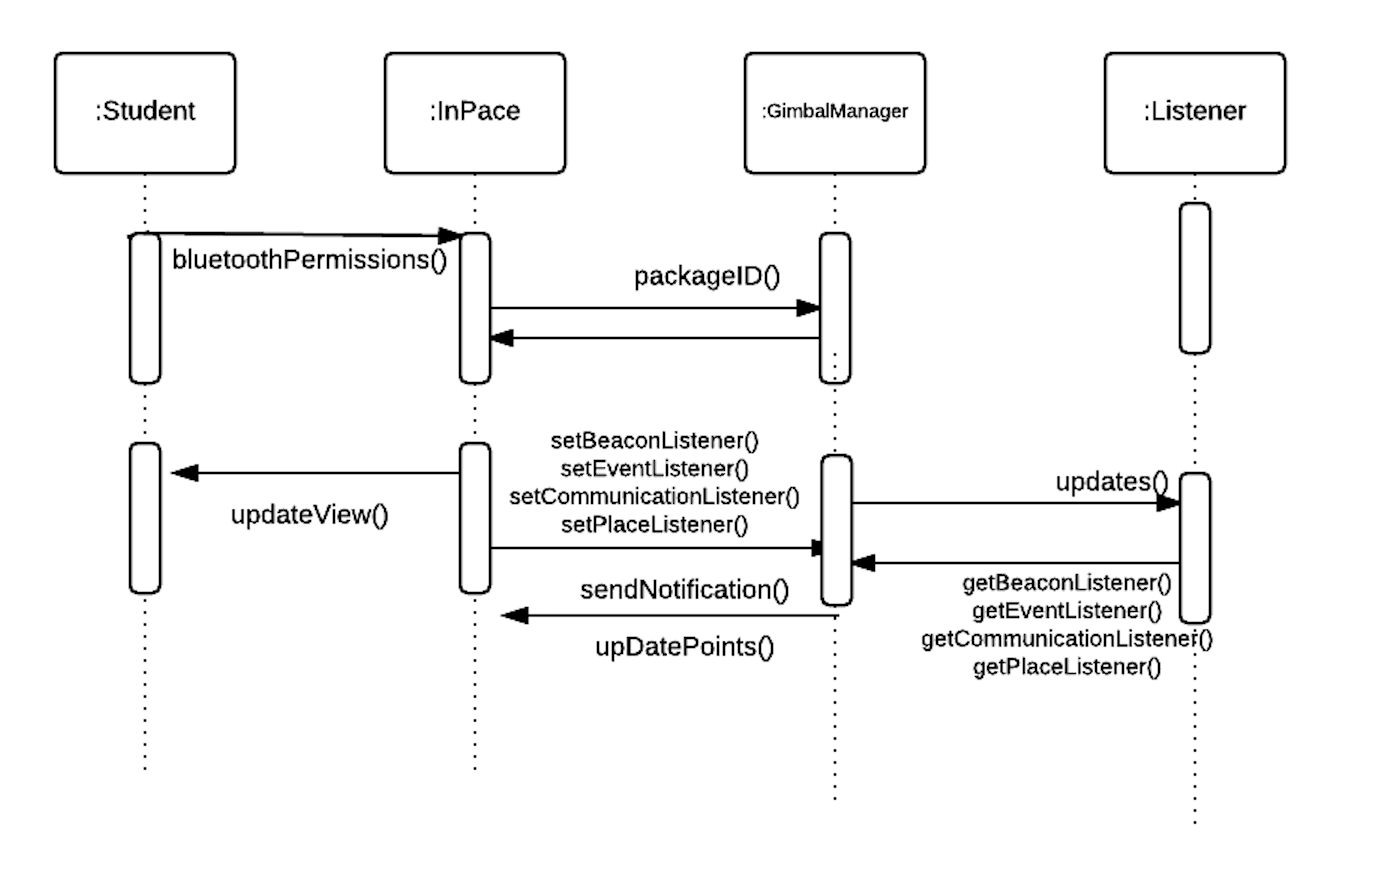 :Student
:InPace
:GimbalManager
:Listener
bluetoothPermissions()
packageID()
setBeaconListener()
setEventListener()
setCommunicationListener()
setPlaceListener()
updates()
updateView()
sendNotification()
upDatePoints()
getBeaconListener()
getEventListener()
getCommunicationListener()
getPlaceListener()